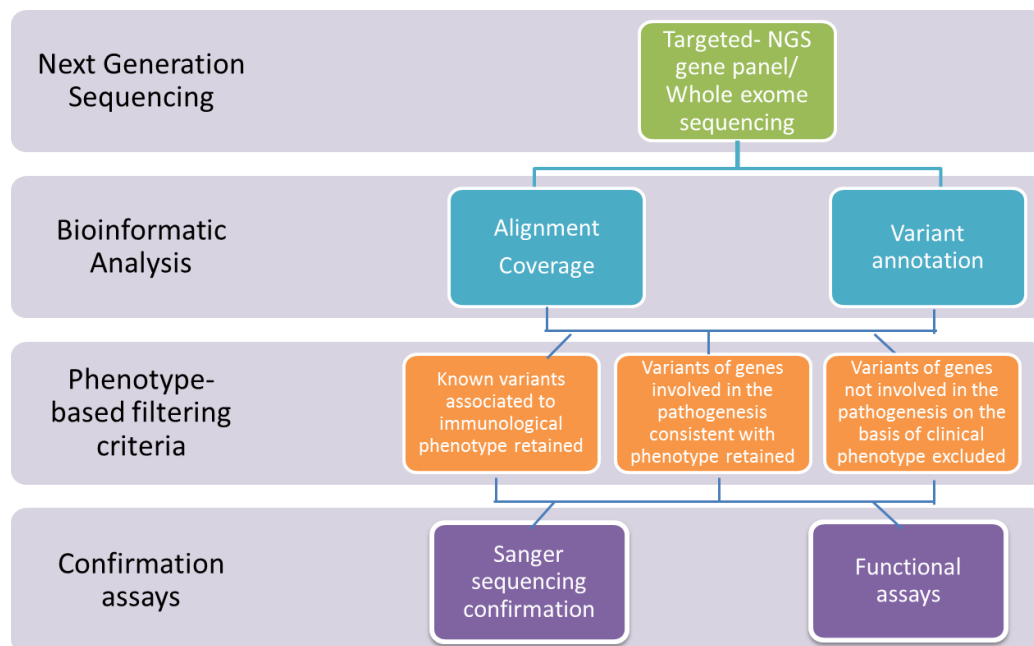 Next Generation
Sequencing
Targeted- NGS
gene panel/
Whole exome
sequencing
Bioinformatic
Analysis
Alignment
Coverage
Variant
annotation
Phenotype-
based filtering
criteria
Known variants
associated to
immunological
phenotype retained
Variants of genes
involved in the
pathogenesis
consistent with
phenotype retained
Variants of genes
not involved in the
pathogenesis on the
basis of clinical
phenotype excluded
Confirmation
assays
Sanger
sequencing
confirmation
Functional
assays